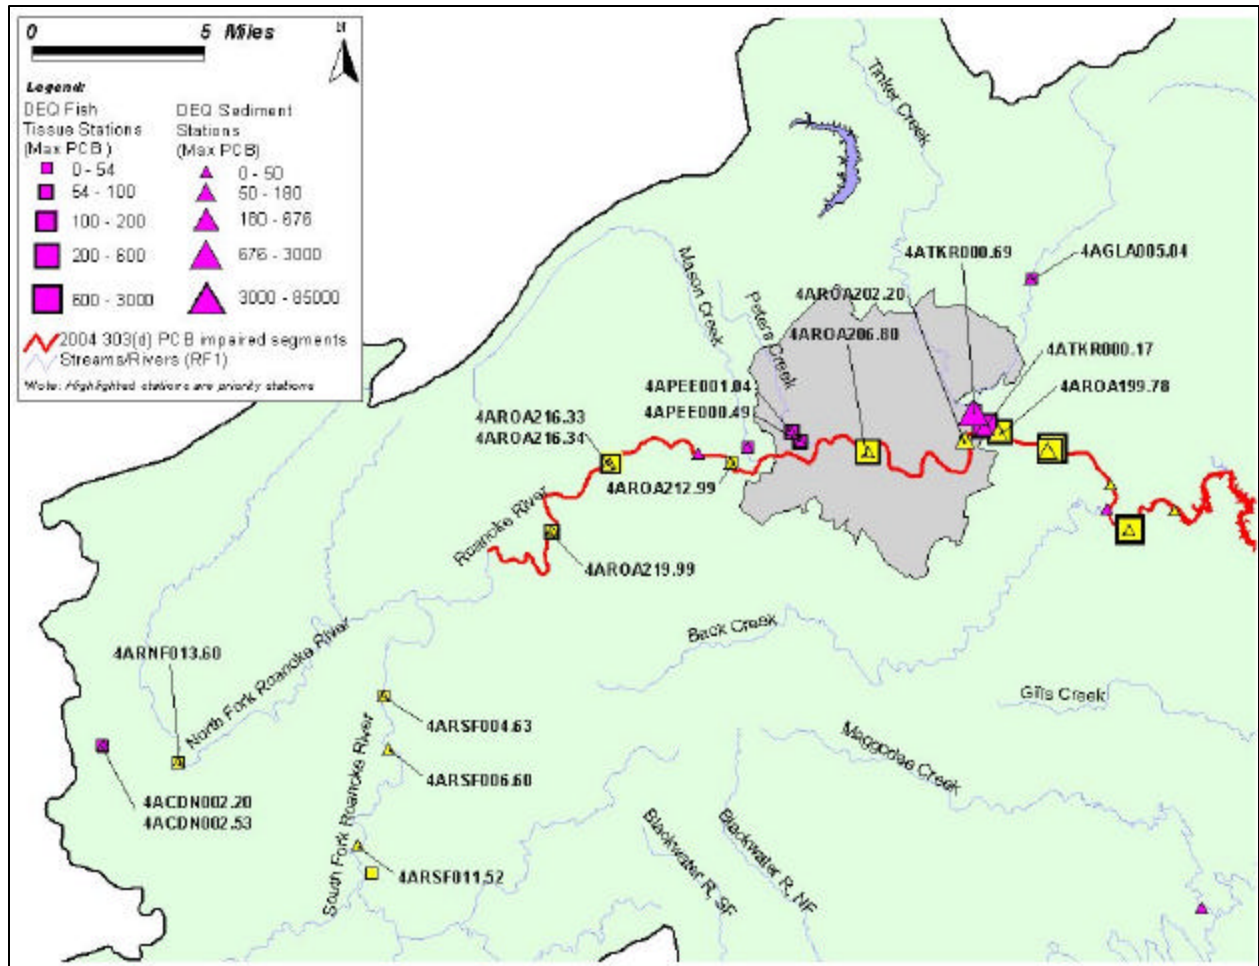 0 5 Miles
N
Legend:
DEQ Fish
Tissue Stations
(Max PCB)
0 - 54
54 - 100
100 - 200
200 - 600
600 - 3000
DEQ Sediment
Stations
(Max PCB)
0 - 50
50 - 180
180 - 676
676 - 3000
3000 - 85000
2004 303(d) PCB impaired segments
Streams/Rivers (RF1)
Note: Highlighted stations are priority stations
Tinker Creek
4ATKR000.69
4AGLA005.04
Mason Creek
Peters Creek
4AROA202.20
4AROA206.80
4ATKR000.17
4AROA199.78
4APEE001.04
4APEE000.49
4AROA216.33
4AROA216.34
4AROA212.99
Roanoke River
4AROA219.99
Back Creek
4ARNF013.60
North Fork Roanoke River
Gills Creek
4ARSF004.63
4ARSF006.60
South Fork Roanoke River
Maggodee Creek
4ACDN002.20
4ACDN002.53
Blackwater R, SF
Blackwater R, NF
4ARSF011.52